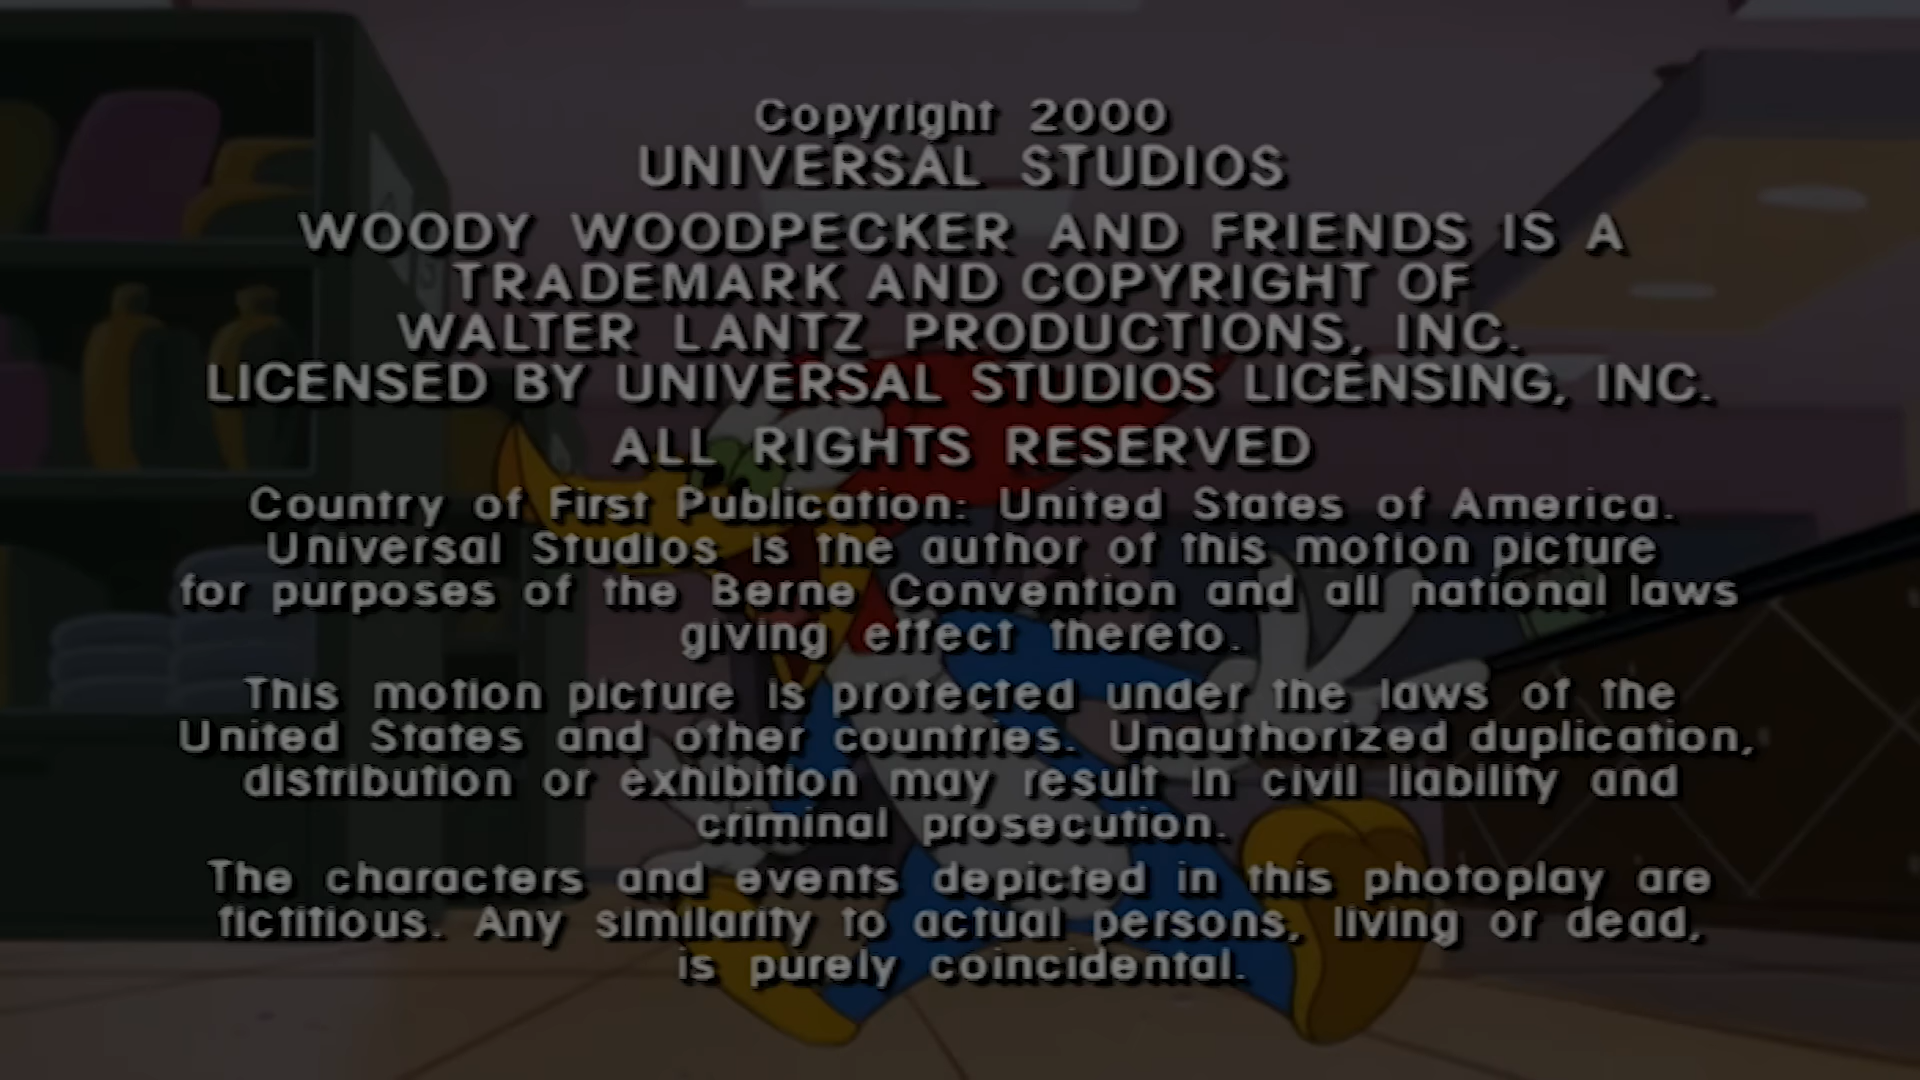 Copyright 2000
UNIVERSAL STUDIOS
WOODY WOODPECKER AND FRIENDS IS A
TRADEMARK AND COPYRIGHT OF
WALTER LANTZ PRODUCTIONS, INC.
LICENSED BY UNIVERSAL STUDIOS LICENSING, INC.
ALL RIGHTS RESERVED
Country of First Publication: United States of America.
Universal Studios is the author of this motion picture
for purposes of the Berne Convention and all national laws
giving effect thereto.
This motion picture is protected under the laws of the
United States and other countries. Unauthorized duplication,
distribution or exhibition may result in civil liability and
criminal prosecution.
The characters and events depicted in this photoplay are
fictitious. Any similarity to actual persons, living or dead,
is purely coincidental.